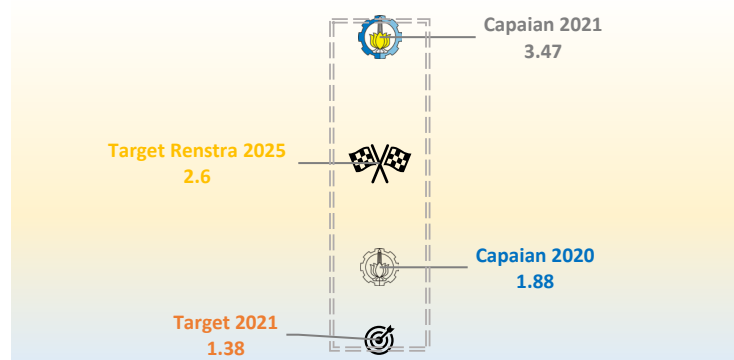 Capaian 2021
3.47
Target Renstra 2025
2.6
Capaian 2020
1.88
Target 2021
1.38